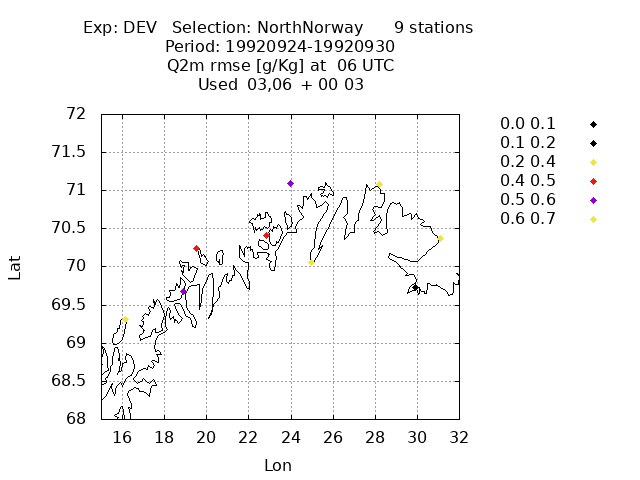 Exp: DEV   Selection: NorthNorway      9 stations
Period: 19920924-19920930
Q2m rmse [g/Kg] at  06 UTC
Used  03,06  + 00 03
72
71.5
71
70.5
70
69.5
69
68.5
68
16 18 20 22 24 26 28 30 32
Lat
Lon
0.0 0.1
0.1 0.2
0.2 0.4
0.4 0.5
0.5 0.6
0.6 0.7